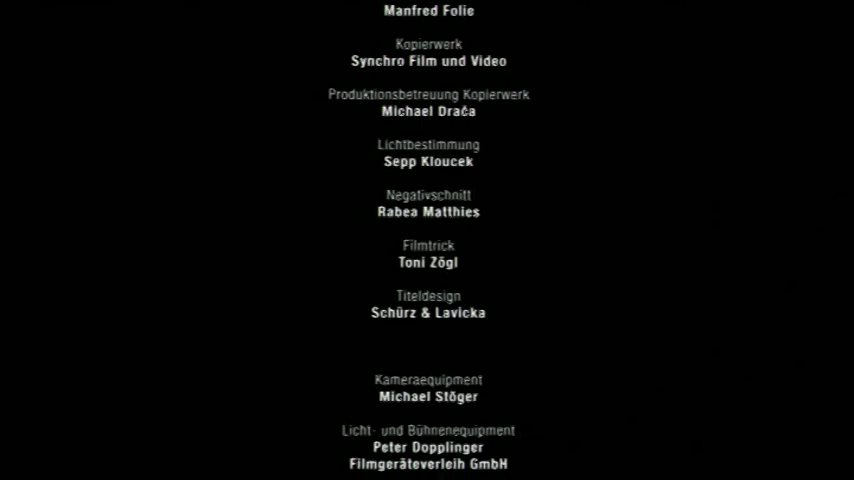 Manfred Folie
Kopierwerk
Synchro Film und Video
Produktionsbetreuung Kopierwerk
Michael Drača
Lichtbestimmung
Sepp Kloucek
Negativschnitt
Rabea Matthies
Filmtrick
Toni Zögl
Titeldesign
Schürz & Lavicka
Kameraequipment
Michael Stöger
Licht- und Bühnenequipment
Peter Dopplinger
Filmgeräteverleih GmbH